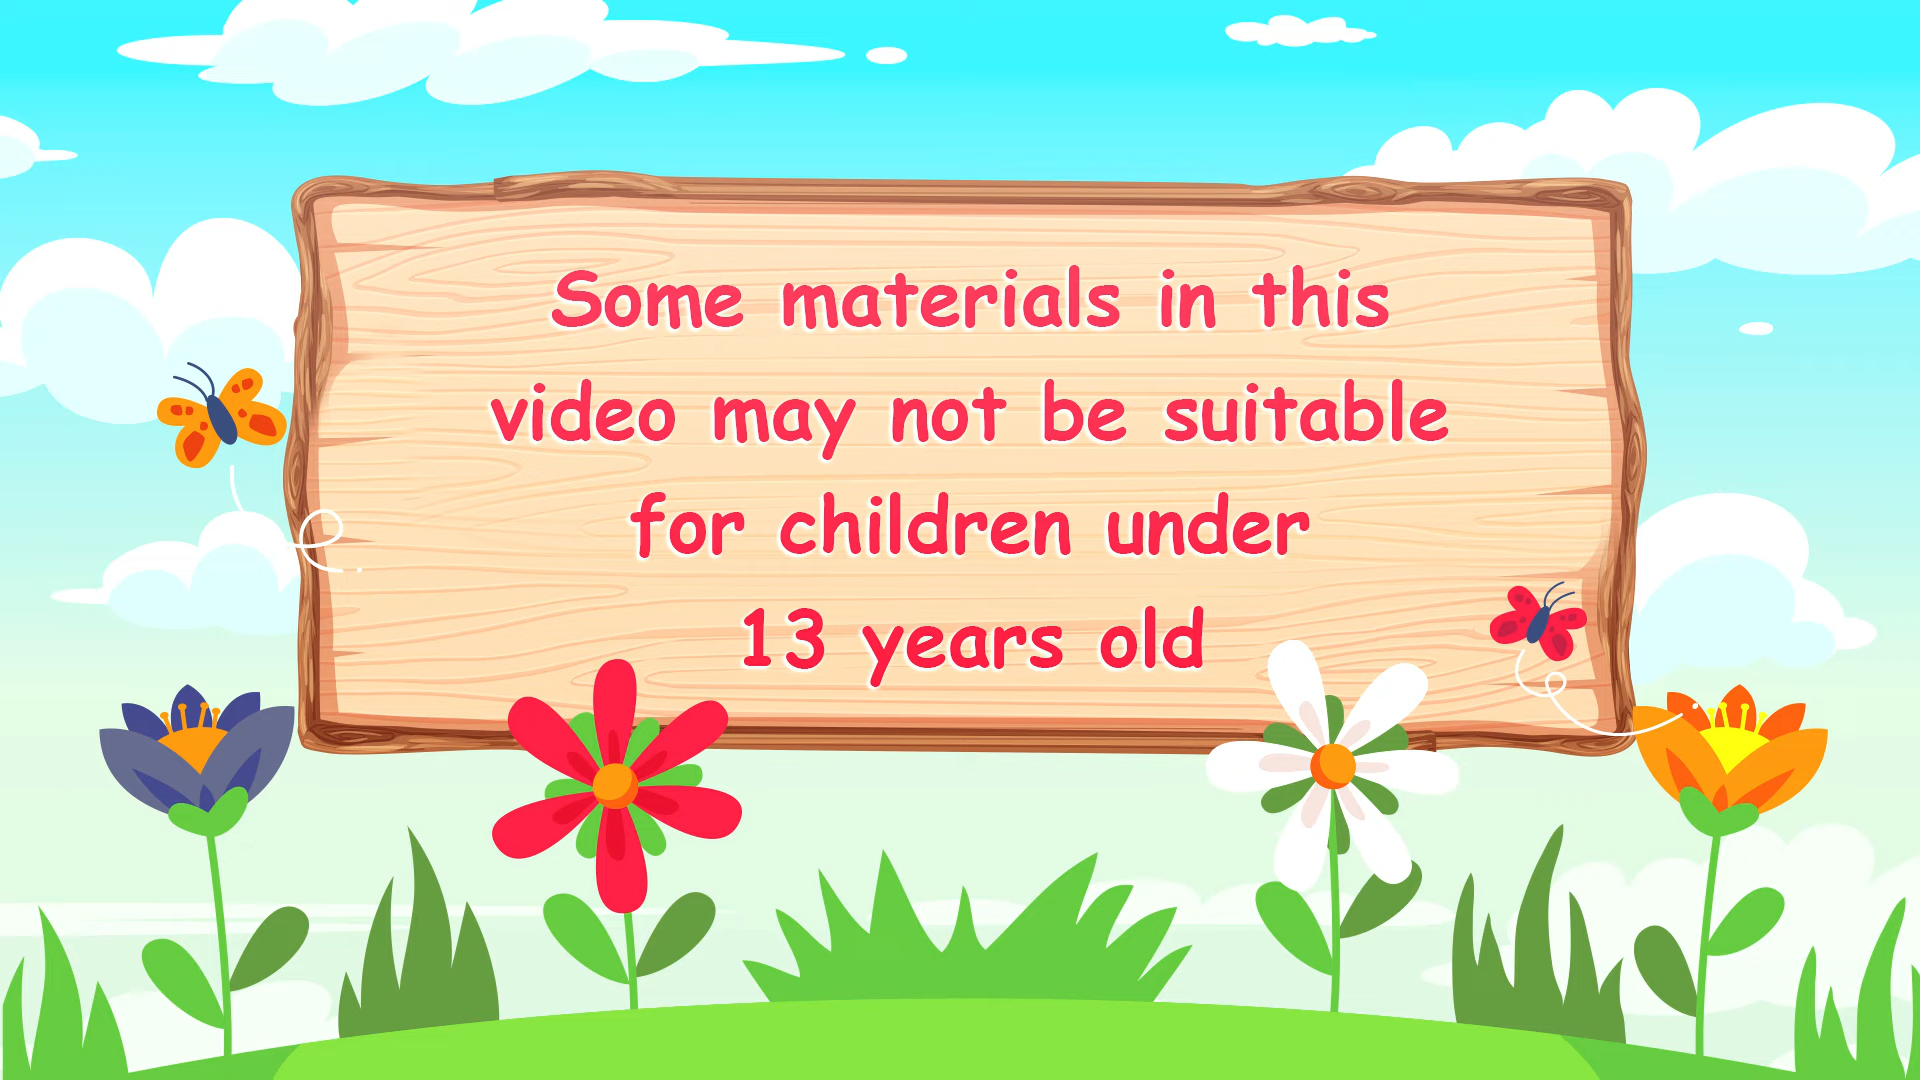 Some materials in this
video may not be suitable
for children under
13 years old